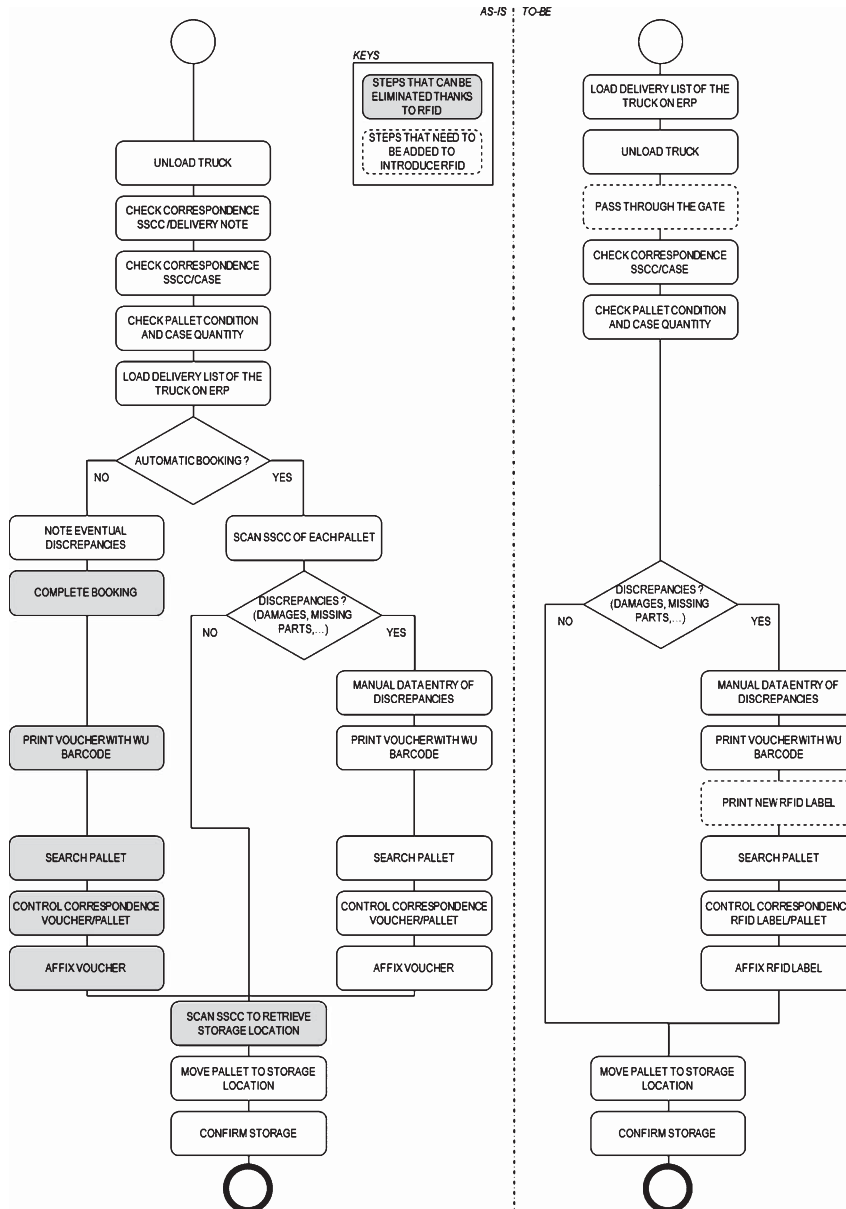 AS-IS
TO-BE
KEYS
STEPS THAT CAN BE
ELIMINATED THANKS
TO RFID
STEPS THAT NEED TO
BE ADDED TO
INTRODUCE RFID
UNLOAD TRUCK
CHECK CORRESPONDENCE
SSCC/DELIVERY NOTE
CHECK CORRESPONDENCE
SSCC/CASE
CHECK PALLET CONDITION
AND CASE QUANTITY
LOAD DELIVERY LIST OF THE
TRUCK ON ERP
AUTOMATIC BOOKING ?
NO
YES
NOTE EVENTUAL
DISCREPANCIES
COMPLETE BOOKING
PRINT VOUCHER WITH WU
BARCODE
SEARCH PALLET
CONTROL CORRESPONDENCE
VOUCHER/PALLET
AFFIX VOUCHER
SCAN SSCC OF EACH PALLET
DISCREPANCIES ?
(DAMAGES, MISSING
PARTS,...)
NO
YES
MANUAL DATA ENTRY OF
DISCREPANCIES
PRINT VOUCHER WITH WU
BARCODE
SEARCH PALLET
CONTROL CORRESPONDENCE
VOUCHER/PALLET
AFFIX VOUCHER
SCAN SSCC TO RETRIEVE
STORAGE LOCATION
MOVE PALLET TO STORAGE
LOCATION
CONFIRM STORAGE
LOAD DELIVERY LIST OF THE
TRUCK ON ERP
UNLOAD TRUCK
PASS THROUGH THE GATE
CHECK CORRESPONDENCE
SSCC/CASE
CHECK PALLET CONDITION
AND CASE QUANTITY
DISCREPANCIES ?
(DAMAGES, MISSING
PARTS,...)
NO
YES
MANUAL DATA ENTRY OF
DISCREPANCIES
PRINT VOUCHER WITH WU
BARCODE
PRINT NEW RFID LABEL
SEARCH PALLET
CONTROL CORRESPONDENC
RFID LABEL/PALLET
AFFIX RFID LABEL
MOVE PALLET TO STORAGE
LOCATION
CONFIRM STORAGE